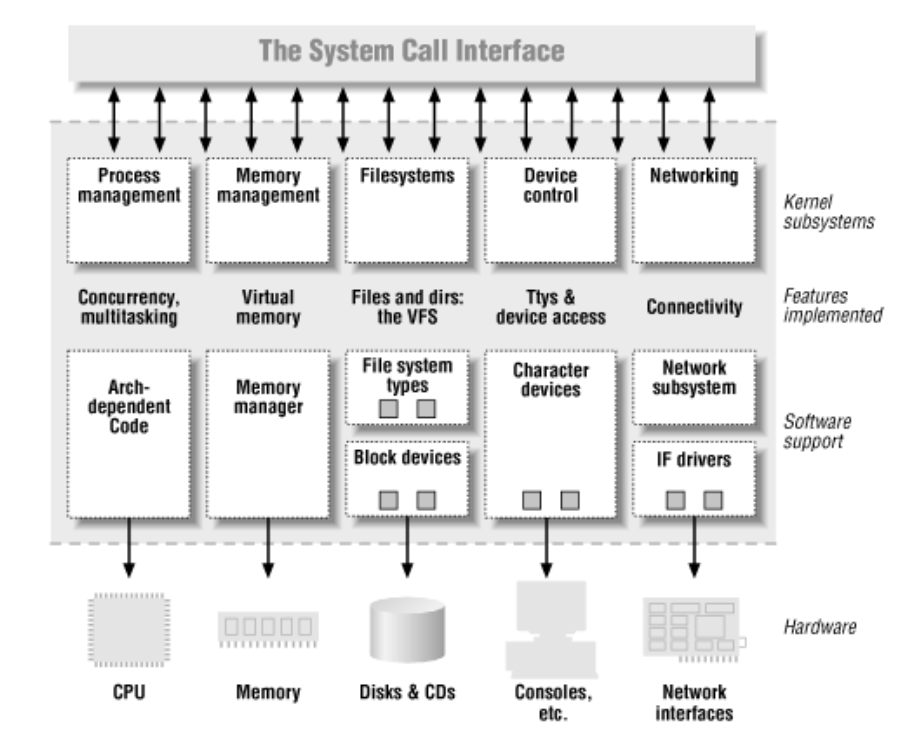 The System Call Interface
Process
management
Memory
management
Filesystems
Device
control
Networking
Kernel
subsystems
Concurrency,
multitasking
Virtual
memory
Files and dirs:
the VFS
Ttys &
device access
Connectivity
Features
implemented
Arch-
dependent
Code
Memory
manager
File system
types
Block devices
Character
devices
Network
subsystem
IF drivers
Software
support
Hardware
CPU
Memory
Disks & CDs
Consoles,
etc.
Network
interfaces